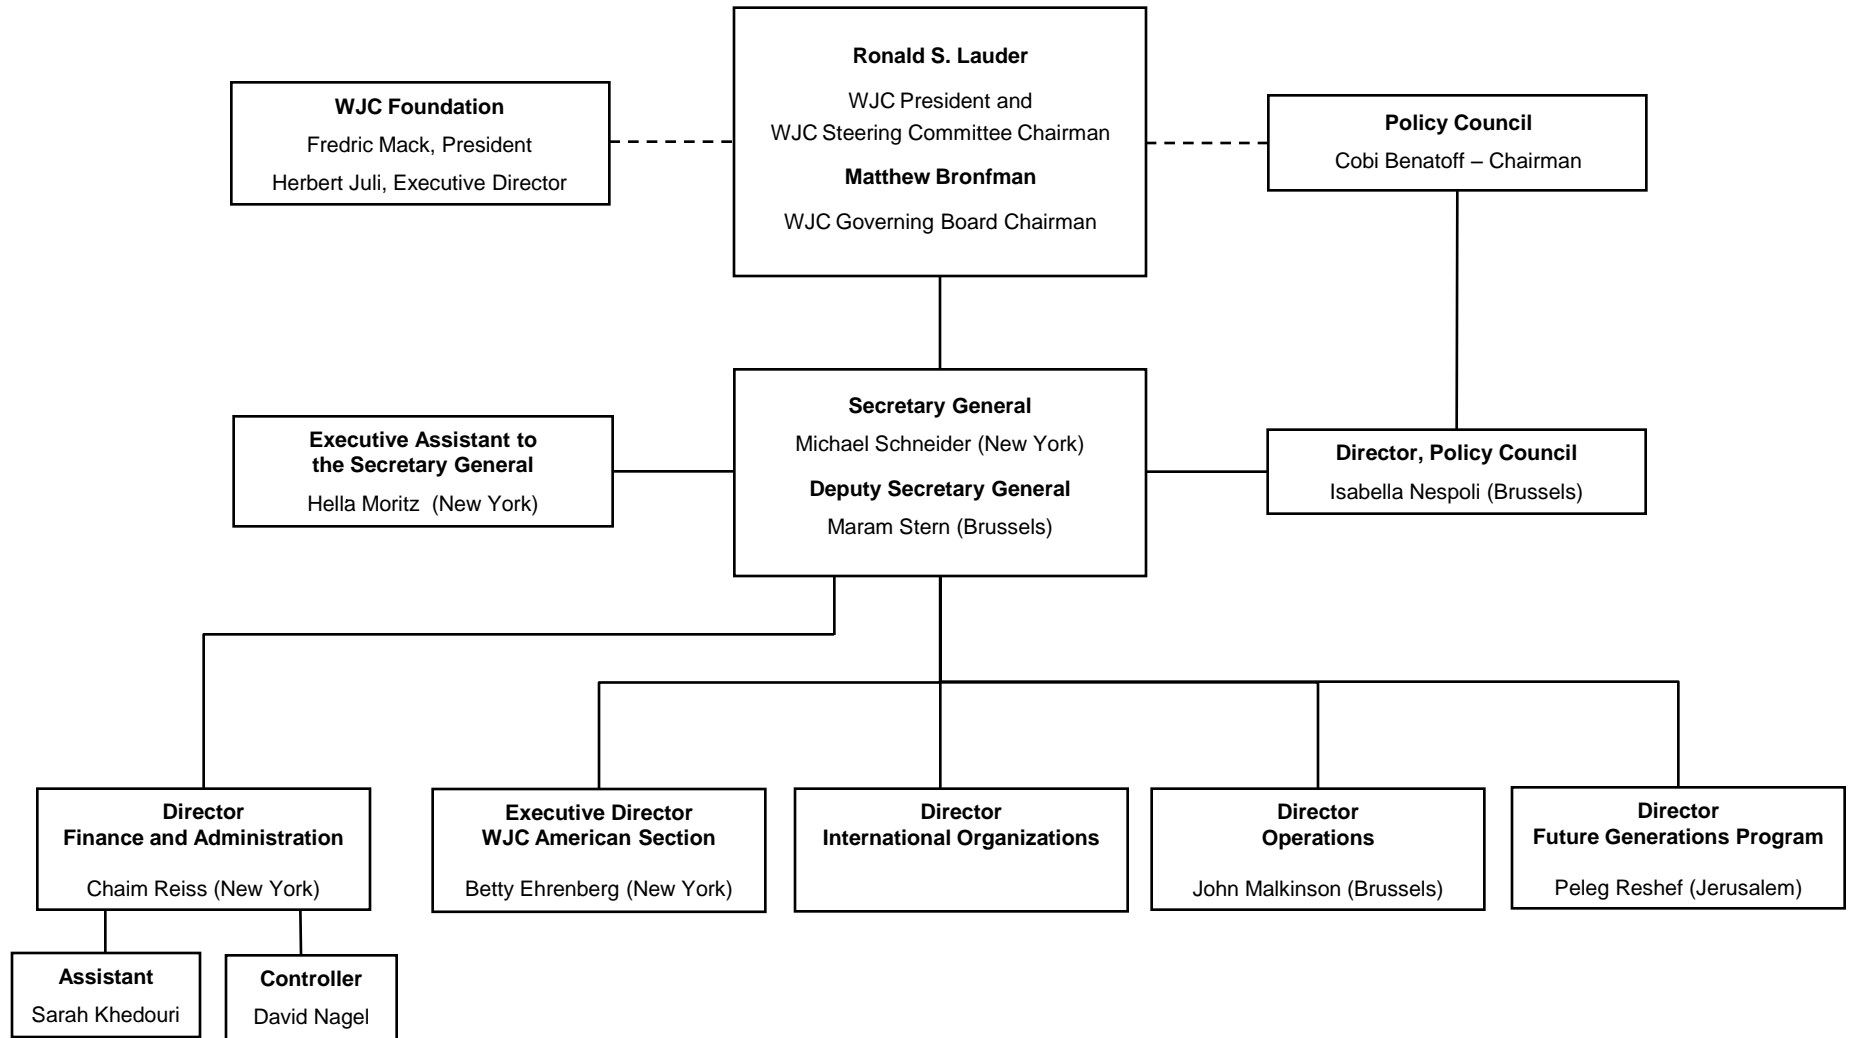 Ronald S. Lauder
WJC President and
WJC Steering Committee Chairman
Matthew Bronfman
WJC Governing Board Chairman
WJC Foundation
Fredric Mack, President
Herbert Juli, Executive Director
Policy Council
Cobi Benatoff – Chairman
Secretary General
Michael Schneider (New York)
Deputy Secretary General
Maram Stern (Brussels)
Executive Assistant to
the Secretary General
Hella Moritz (New York)
Director, Policy Council
Isabella Nespoli (Brussels)
Director
Finance and Administration
Chaim Reiss (New York)
Executive Director
WJC American Section
Betty Ehrenberg (New York)
Director
International Organizations
Director
Operations
John Malkinson (Brussels)
Director
Future Generations Program
Peleg Reshef (Jerusalem)
Assistant
Sarah Khedouri
Controller
David Nagel